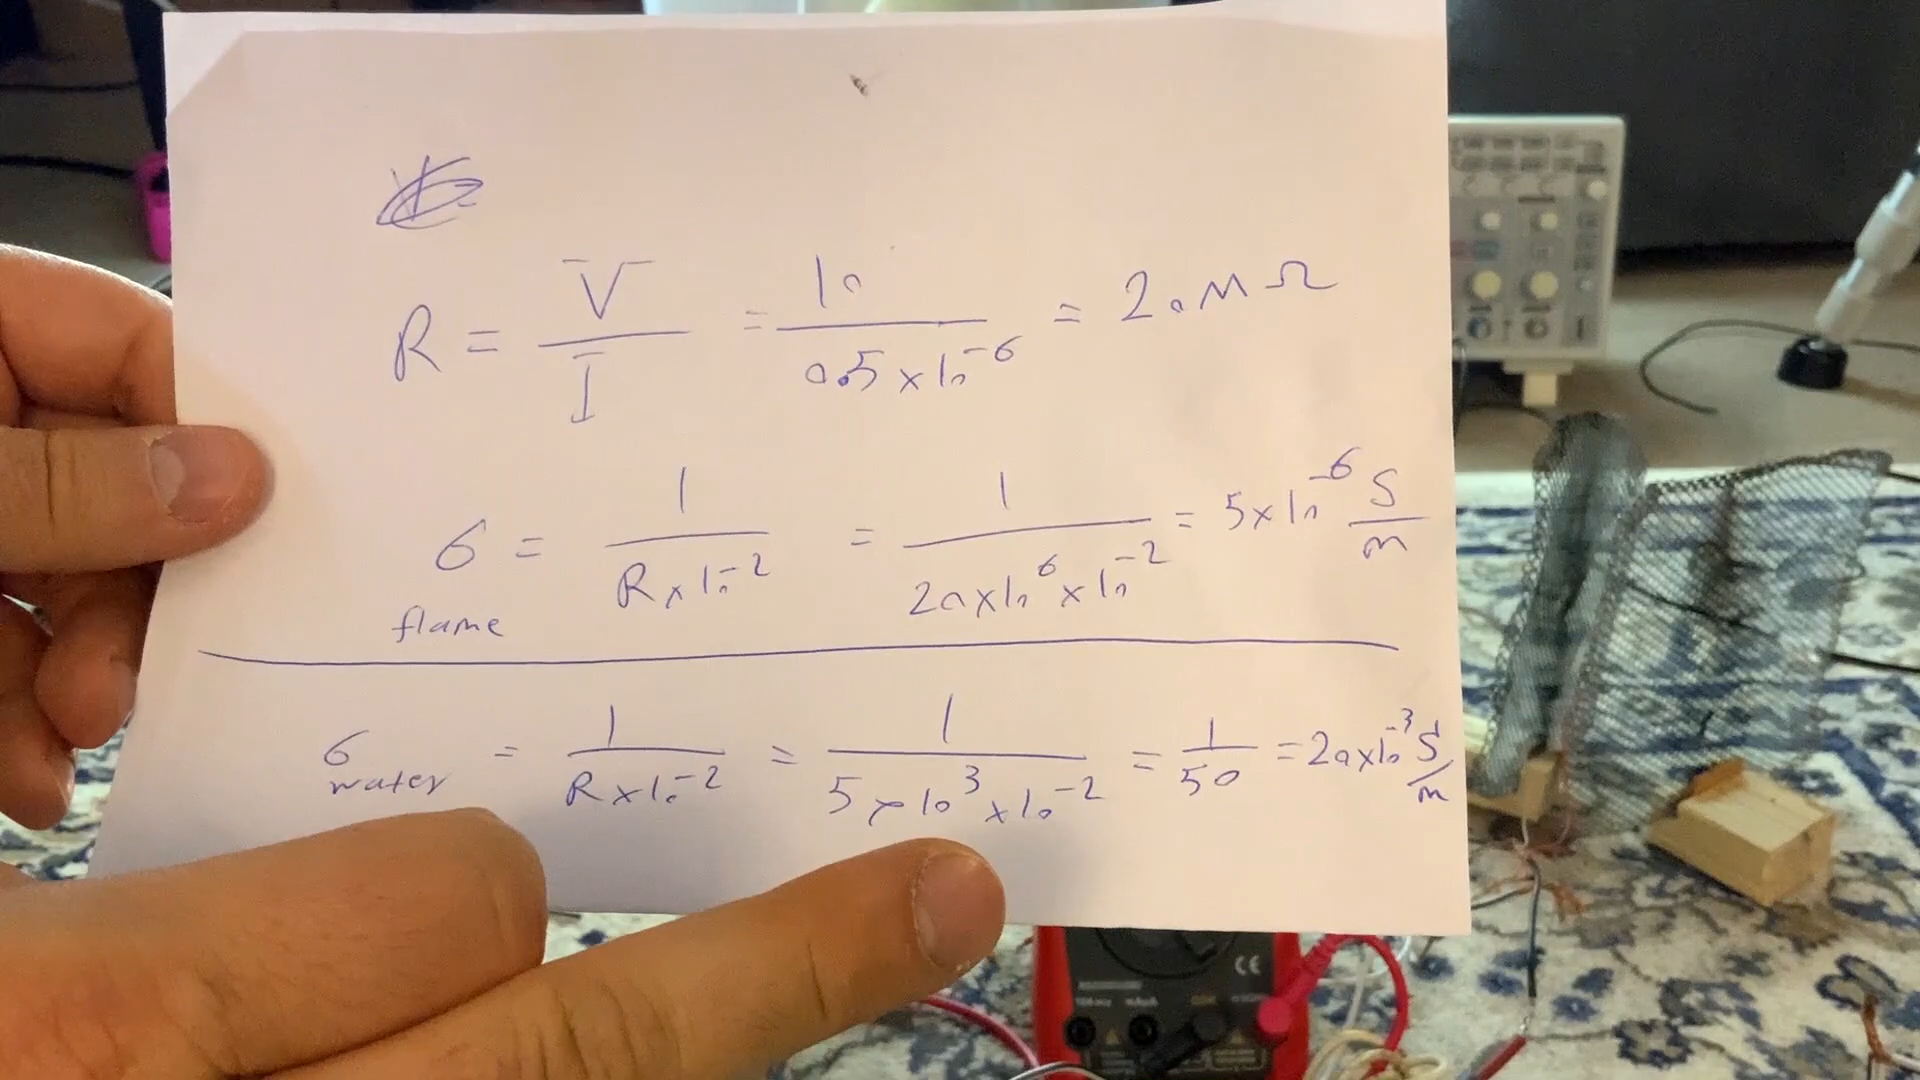 R = V / I = 10 / 0.5 × 10⁻⁶ = 20 MΩ
σ flame = 1 / R × 10⁻² = 1 / 20 × 10⁶ × 10⁻² = 5 × 10⁻⁶ S/m
σ water = 1 / R × 10⁻² = 1 / 5 × 10³ × 10⁻² = 1 / 50 = 20 × 10⁻³ S/m
CE